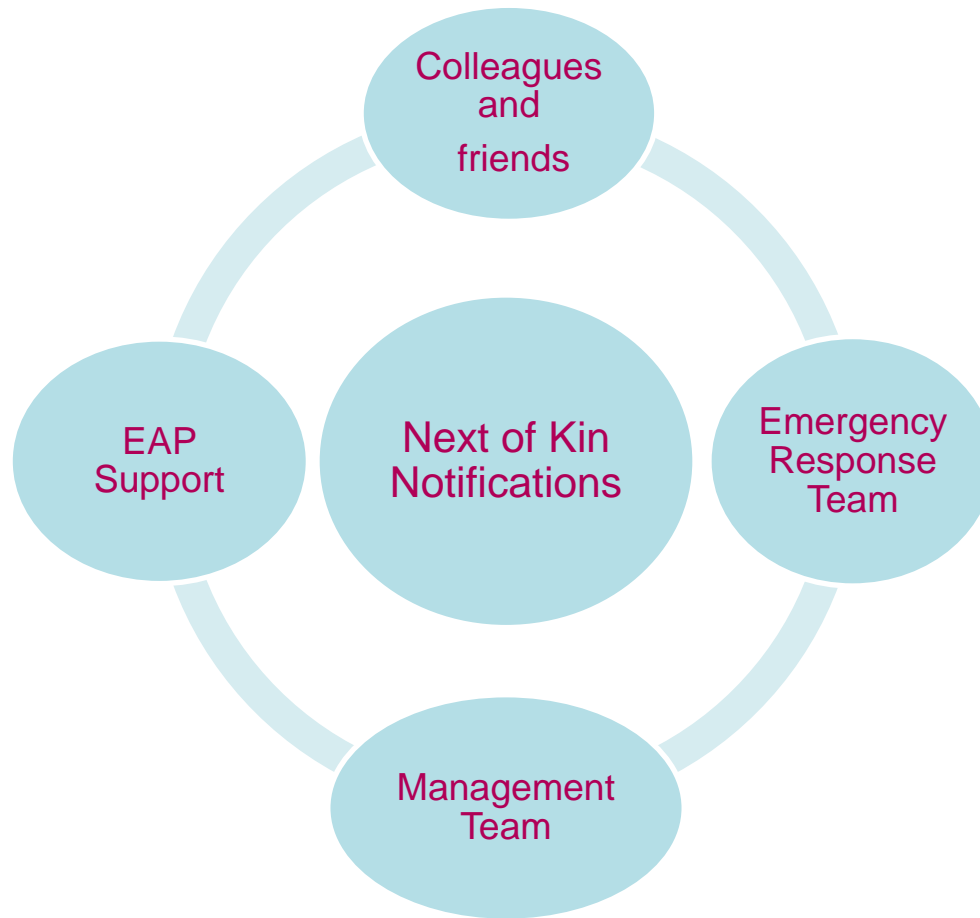 Colleagues
and
friends
EAP
Support
Next of Kin
Notifications
Emergency
Response
Team
Management
Team